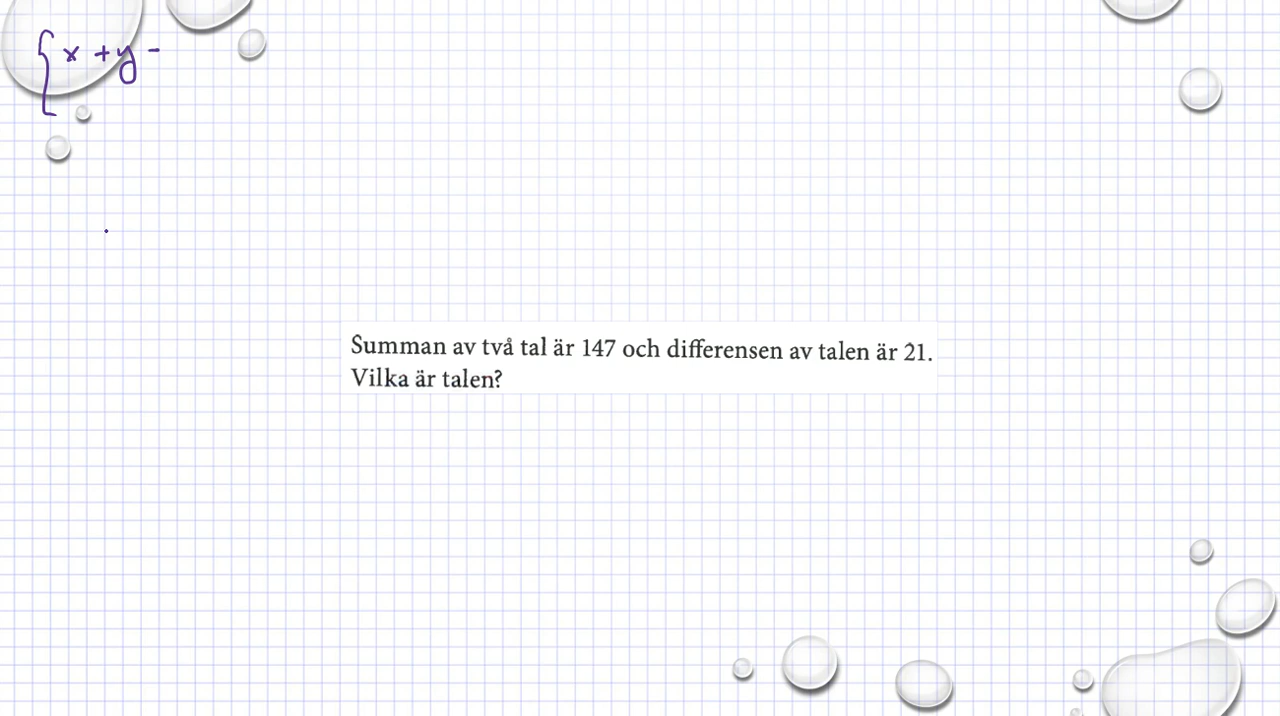 { x + y -
Summan av två tal är 147 och differensen av talen är 21.
Vilka är talen?